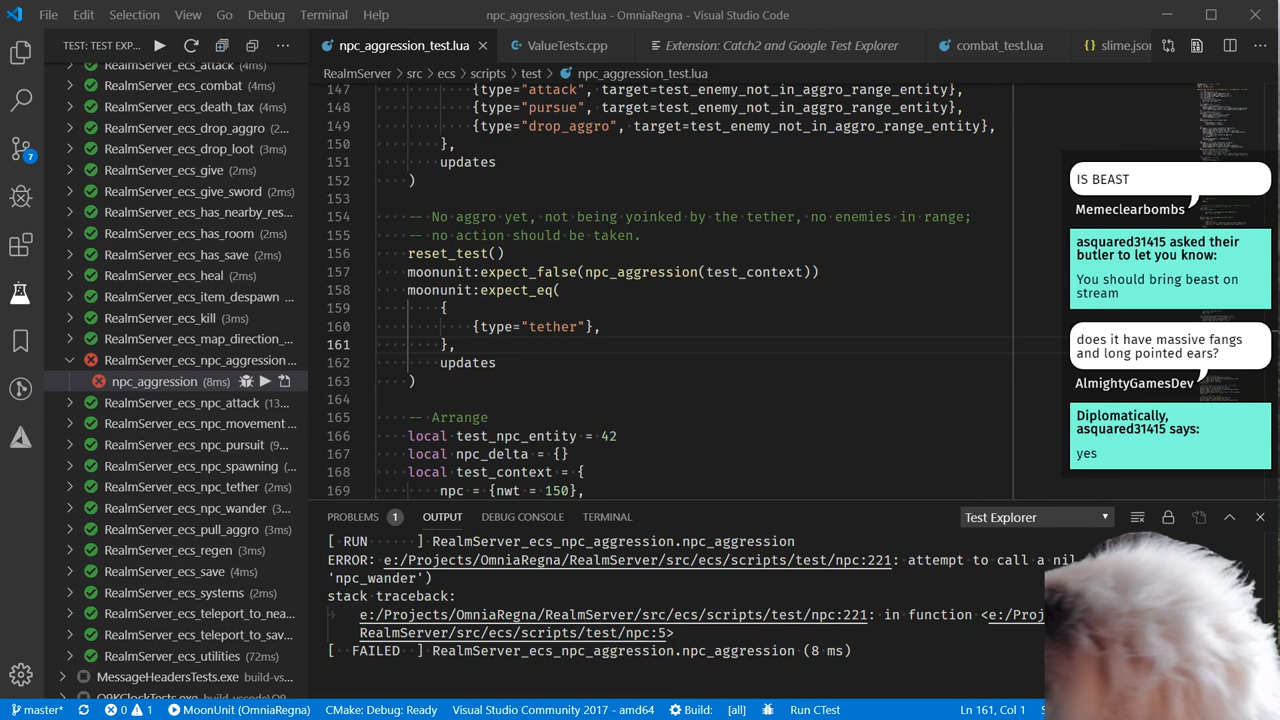 File Edit Selection View Go Debug Terminal Help npc_aggression_test.lua - OmniaRegna - Visual Studio Code
TEST: TEST EXP...
npc_aggression_test.lua ValueTests.cpp Extension: Catch2 and Google Test Explorer combat_test.lua {} slime.jsor
RealmServer_ecs_attack (4ms)
RealmServer_ecs_combat (4ms)
RealmServer_ecs_death_tax (4ms)
RealmServer_ecs_drop_aggro (2...
RealmServer_ecs_drop_loot (3ms)
RealmServer_ecs_give (2ms)
RealmServer_ecs_give_sword (2ms)
RealmServer_ecs_has_nearby_res...
RealmServer_ecs_has_room (2ms)
RealmServer_ecs_has_save (2ms)
RealmServer_ecs_heal (2ms)
RealmServer_ecs_item_despawn ...
RealmServer_ecs_kill (3ms)
RealmServer_ecs_map_direction_...
RealmServer_ecs_npc_aggression ...
npc_aggression (8ms)
RealmServer_ecs_npc_attack (13...
RealmServer_ecs_npc_movement ...
RealmServer_ecs_npc_pursuit (9...
RealmServer_ecs_npc_spawning ...
RealmServer_ecs_npc_tether (2ms)
RealmServer_ecs_npc_wander (3...
RealmServer_ecs_pull_aggro (3ms)
RealmServer_ecs_regen (3ms)
RealmServer_ecs_save (4ms)
RealmServer_ecs_systems (2ms)
RealmServer_ecs_teleport_to_nea...
RealmServer_ecs_teleport_to_sav...
RealmServer_ecs_utilities (72ms)
MessageHeadersTests.exe build-vs...
O9KClockTests.exe build-vscode/O9...
7
RealmServer > src > ecs > scripts > test > npc_aggression_test.lua
147 {type="attack", target=test_enemy_not_in_aggro_range_entity},
148 {type="pursue", target=test_enemy_not_in_aggro_range_entity},
149 {type="drop_aggro", target=test_enemy_not_in_aggro_range_entity},
150 },
151 updates
152 )
153
154 -- No aggro yet, not being yoinked by the tether, no enemies in range;
155 -- no action should be taken.
156 reset_test()
157 moonunit:expect_false(npc_aggression(test_context))
158 moonunit:expect_eq(
159 {
160 {type="tether"},
161 },
162 updates
163 )
164
165 -- Arrange
166 local test_npc_entity = 42
167 local npc_delta = {}
168 local test_context = {
169 npc = {nwt = 150},
IS BEAST
Memeclearbombs
asquared31415 asked their
butler to let you know:
You should bring beast on
stream
does it have massive fangs
and long pointed ears?
AlmightyGamesDev
Diplomatically,
asquared31415 says:
yes
PROBLEMS 1 OUTPUT DEBUG CONSOLE TERMINAL Test Explorer
[ RUN ] RealmServer_ecs_npc_aggression.npc_aggression
ERROR: e:/Projects/OmniaRegna/RealmServer/src/ecs/scripts/test/npc:221: attempt to call a nil
'npc_wander')
stack traceback:
e:/Projects/OmniaRegna/RealmServer/src/ecs/scripts/test/npc:221: in function <e:/Proj
RealmServer/src/ecs/scripts/test/npc:5>
[ FAILED ] RealmServer_ecs_npc_aggression.npc_aggression (8 ms)
master* 0 1 MoonUnit (OmniaRegna) CMake: Debug: Ready Visual Studio Community 2017 - amd64 Build: [all] Run CTest Ln 161, Col 1